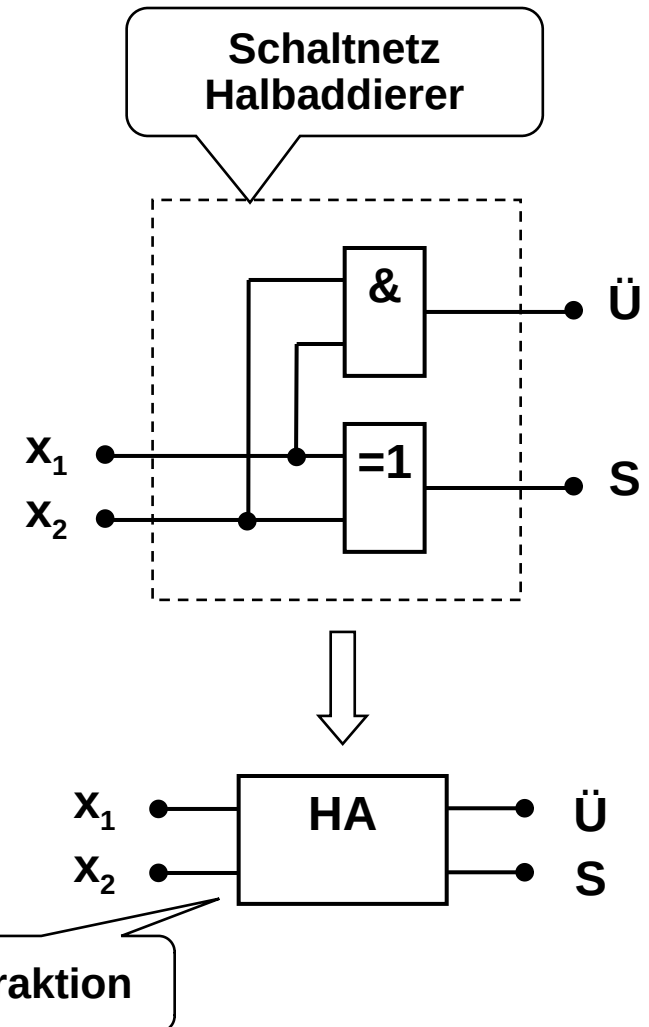 Schaltnetz
Halbaddierer
&
Ü
x₁
=1
S
x₂
x₁
HA
Ü
x₂
S
raktion